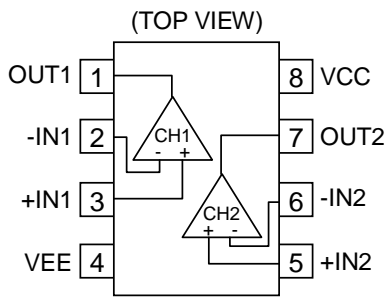 (TOP VIEW)
OUT1 1 8 VCC
CH1
- +
-IN1 2 7 OUT2
+IN1 3 6 -IN2
CH2
+ -
VEE 4 5 +IN2